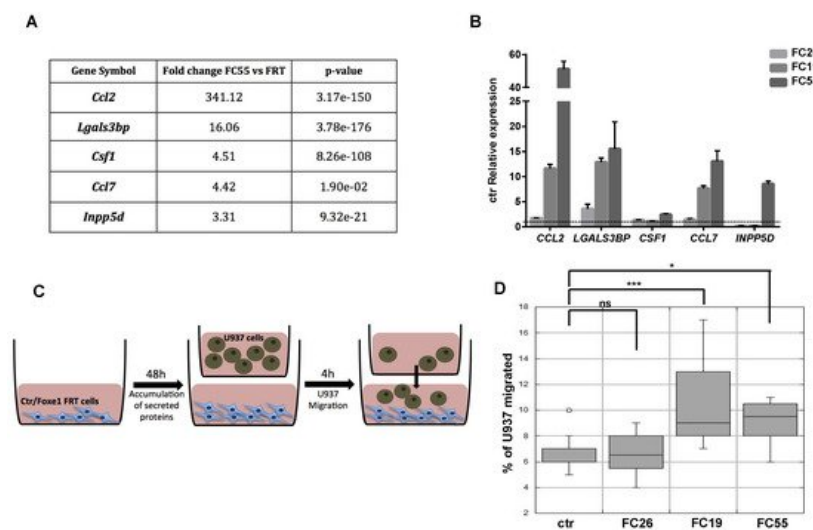 A
Gene Symbol Fold change FC55 vs FRT p-value
Ccl2 341.12 3.17e-150
Lgals3bp 16.06 3.78e-176
Csf1 4.51 8.26e-108
Ccl7 4.42 1.90e-02
Inpp5d 3.31 9.32e-21
B
ctr Relative expression
60
40
25
20
15
10
5
0
CCL2 LGALS3BP CSF1 CCL7 INPP5D
FC2
FC1
FC5
C
Ctr/Foxe1 FRT cells
48h
Accumulation
of secreted
proteins
U937 cells
4h
U937
Migration
D
% of U937 migrated
18
16
14
12
10
8
6
4
2
ns
***
*
ctr FC26 FC19 FC55